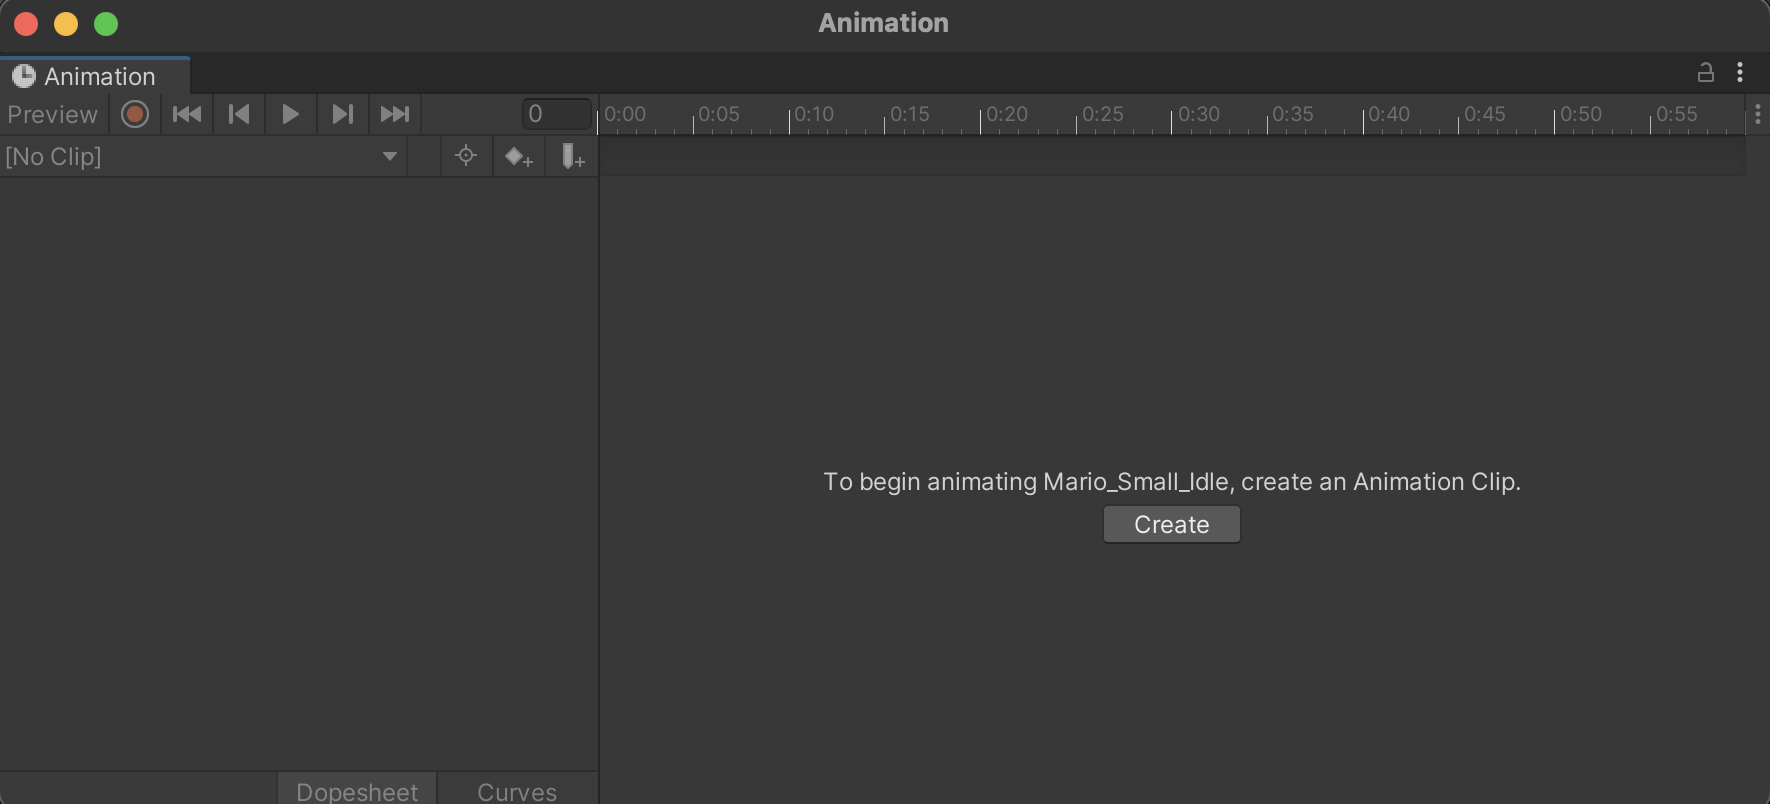 Animation
Animation
Preview
0
0:00 0:05 0:10 0:15 0:20 0:25 0:30 0:35 0:40 0:45 0:50 0:55
[No Clip]
To begin animating Mario_Small_Idle, create an Animation Clip.
Create
Dopesheet Curves